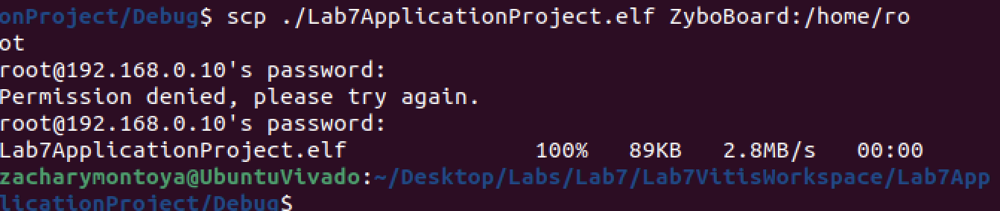 onProject/Debug$ scp ./Lab7ApplicationProject.elf ZyboBoard:/home/ro
ot
root@192.168.0.10's password:
Permission denied, please try again.
root@192.168.0.10's password:
Lab7ApplicationProject.elf 100% 89KB 2.8MB/s 00:00
zacharymontoya@UbuntuVivado:~/Desktop/Labs/Lab7/Lab7VitisWorkspace/Lab7App
licationProject/Debug$